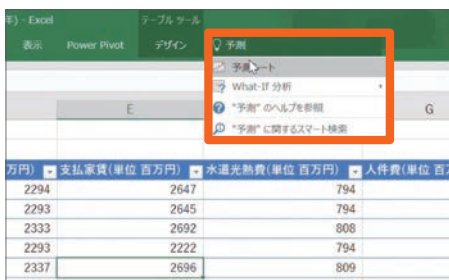 年) - Excel テーブル ツール
表示 Power Pivot デザイン 予測
予測シート
What-If 分析
"予測" のヘルプを参照
"予測" に関するスマート検索
E G
万円) 支払家賃(単位 百万円) 水道光熱費(単位 百万円) 人件費(単位 百万
2294 2647 794
2293 2645 794
2333 2692 808
2293 2222 794
2337 2696 809